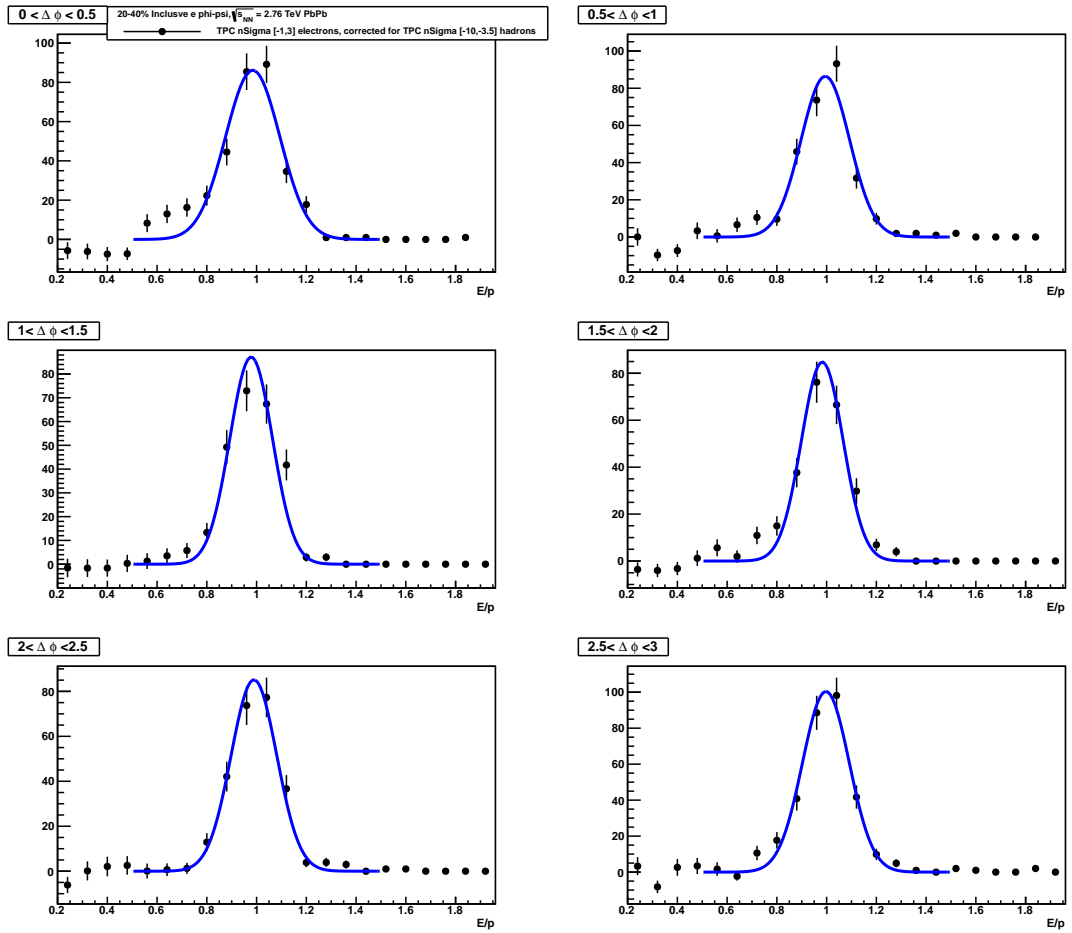 0 < Δ ϕ < 0.5
20-40% Inclusve e phi-psi,√s_NN = 2.76 TeV PbPb
TPC nSigma [-1,3] electrons, corrected for TPC nSigma [-10,-3.5] hadrons
100
80
60
40
20
0
0.2 0.4 0.6 0.8 1 1.2 1.4 1.6 1.8
E/p
0.5< Δ ϕ <1
100
80
60
40
20
0
0.2 0.4 0.6 0.8 1 1.2 1.4 1.6 1.8
E/p
1< Δ ϕ <1.5
80
70
60
50
40
30
20
10
0
0.2 0.4 0.6 0.8 1 1.2 1.4 1.6 1.8
E/p
1.5< Δ ϕ <2
80
60
40
20
0
0.2 0.4 0.6 0.8 1 1.2 1.4 1.6 1.8
E/p
2< Δ ϕ <2.5
80
60
40
20
0
0.2 0.4 0.6 0.8 1 1.2 1.4 1.6 1.8
E/p
2.5< Δ ϕ <3
100
80
60
40
20
0
0.2 0.4 0.6 0.8 1 1.2 1.4 1.6 1.8
E/p